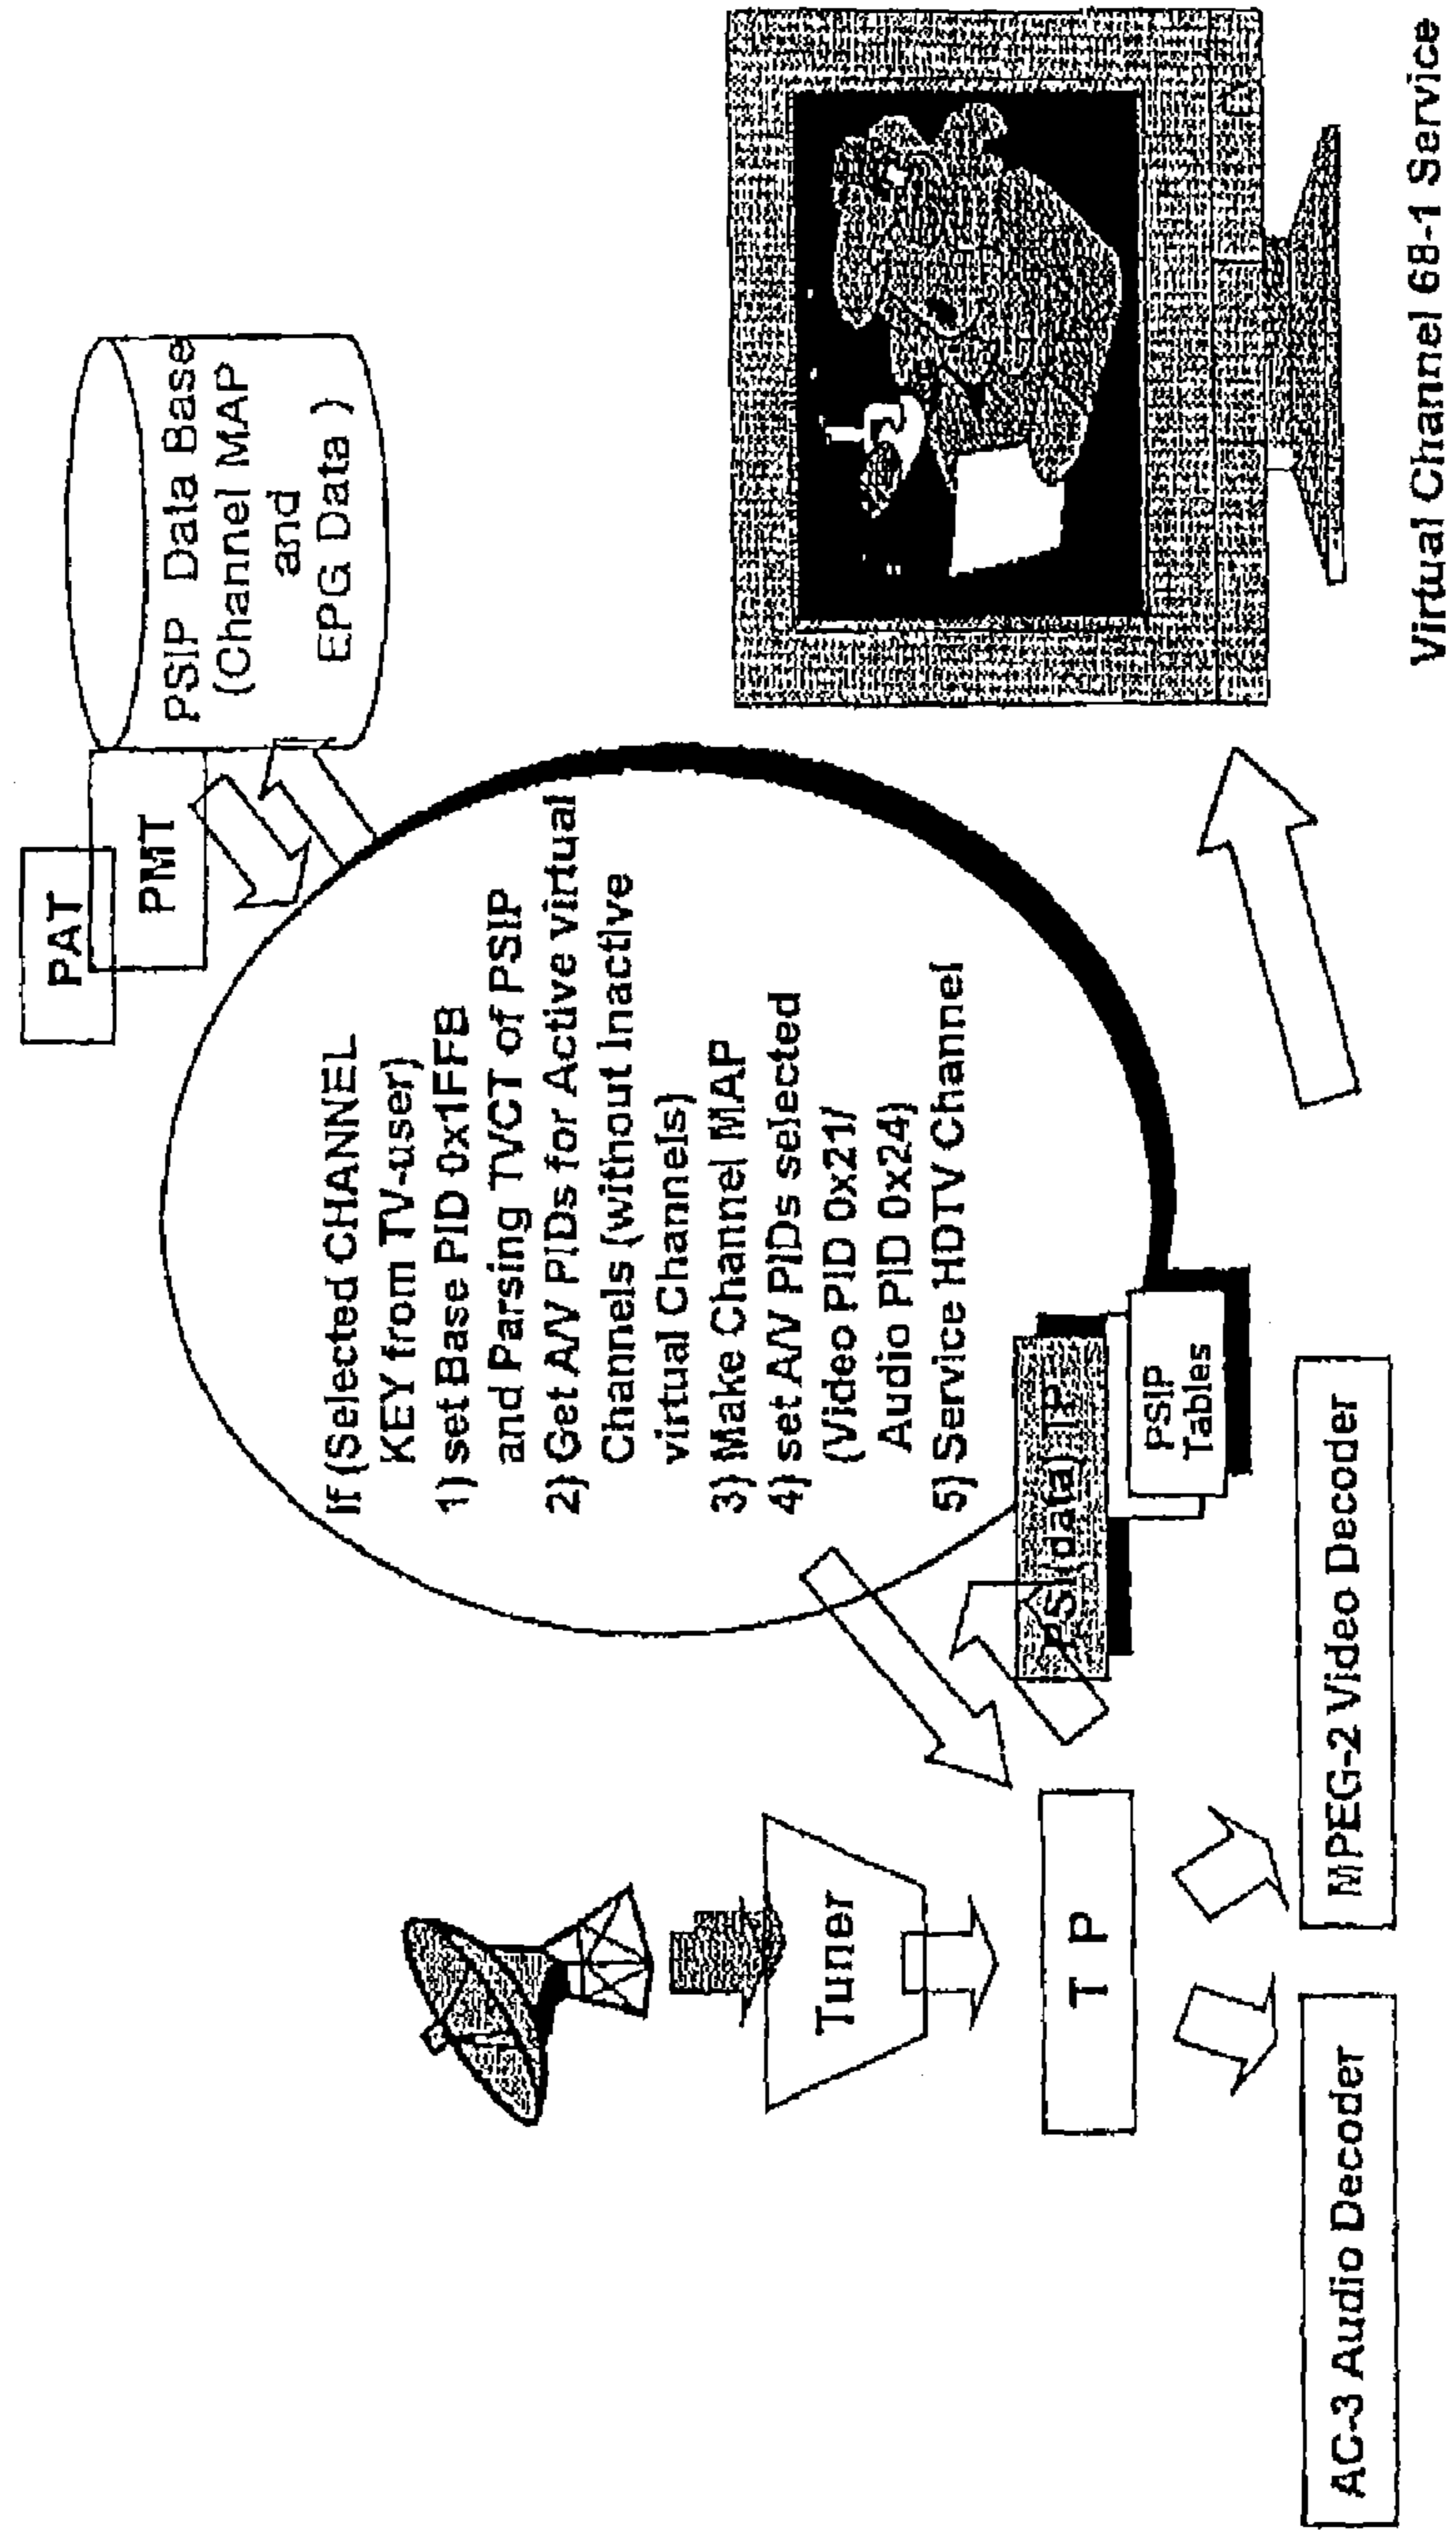 PAT
PMT
PSIP Data Base
(Channel MAP
and
EPG Data )
If (Selected CHANNEL
KEY from TV-user)
1) set Base PID 0x1FFB
and Parsing TVCT of PSIP
2) Get A/V PIDs for Active virtual
Channels (without Inactive
virtual Channels)
3) Make Channel MAP
4) set A/V PIDs selected
(Video PID 0x21/
Audio PID 0x24)
5) Service HDTV Channel
Tuner
T P
PSI(data) TP
PSIP
Tables
AC-3 Audio Decoder
MPEG-2 Video Decoder
Virtual Channel 68-1 Service